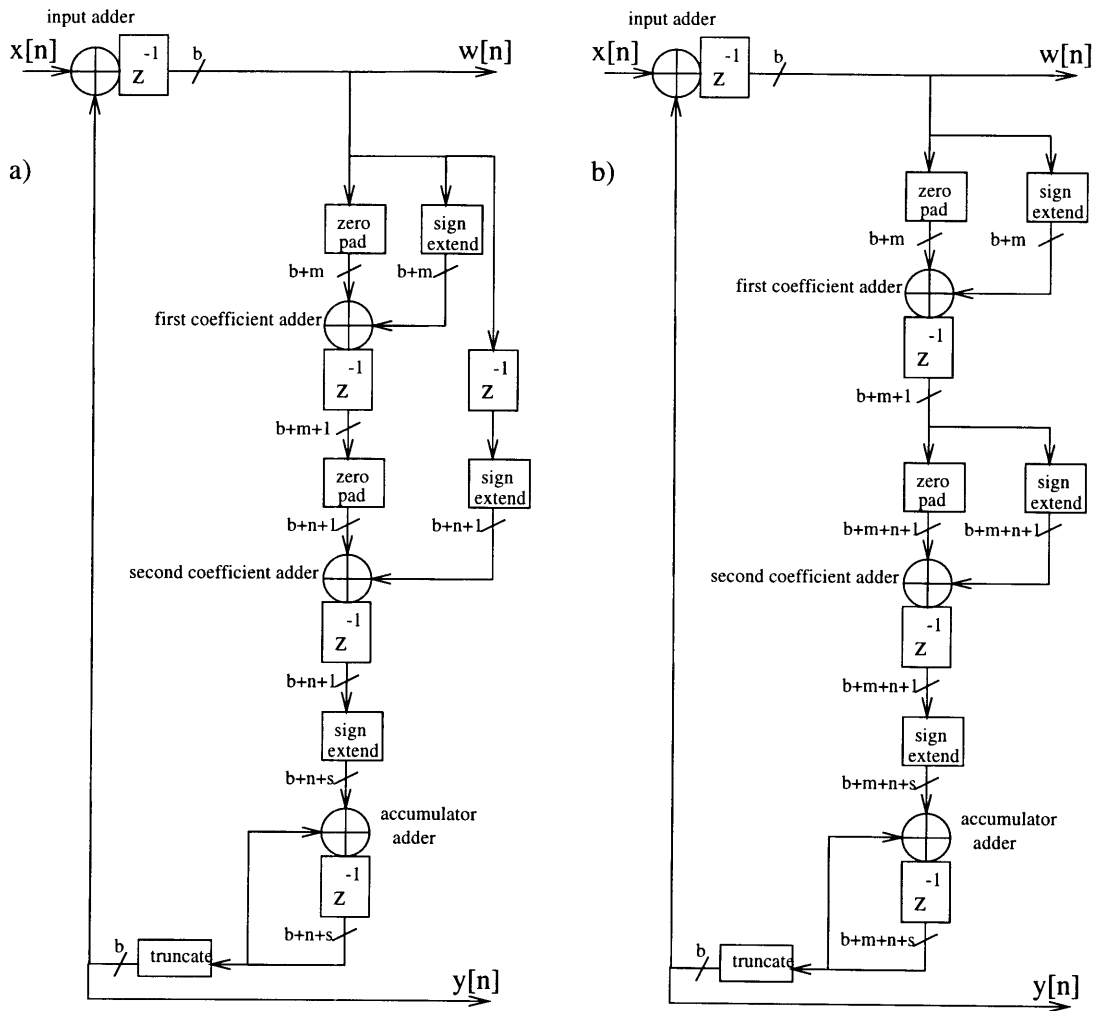 input adder
x[n]
-1
z
b
w[n]
a)
zero
pad
sign
extend
b+m
b+m
first coefficient adder
-1
z
-1
z
b+m+1
zero
pad
sign
extend
b+n+1
b+n+1
second coefficient adder
-1
z
b+n+1
sign
extend
b+n+s
accumulator
adder
-1
z
b+n+s
b
truncate
y[n]
input adder
x[n]
-1
z
b
w[n]
b)
zero
pad
sign
extend
b+m
b+m
first coefficient adder
-1
z
b+m+1
zero
pad
sign
extend
b+m+n+1
b+m+n+1
second coefficient adder
-1
z
b+m+n+1
sign
extend
b+m+n+s
accumulator
adder
-1
z
b+m+n+s
b
truncate
y[n]